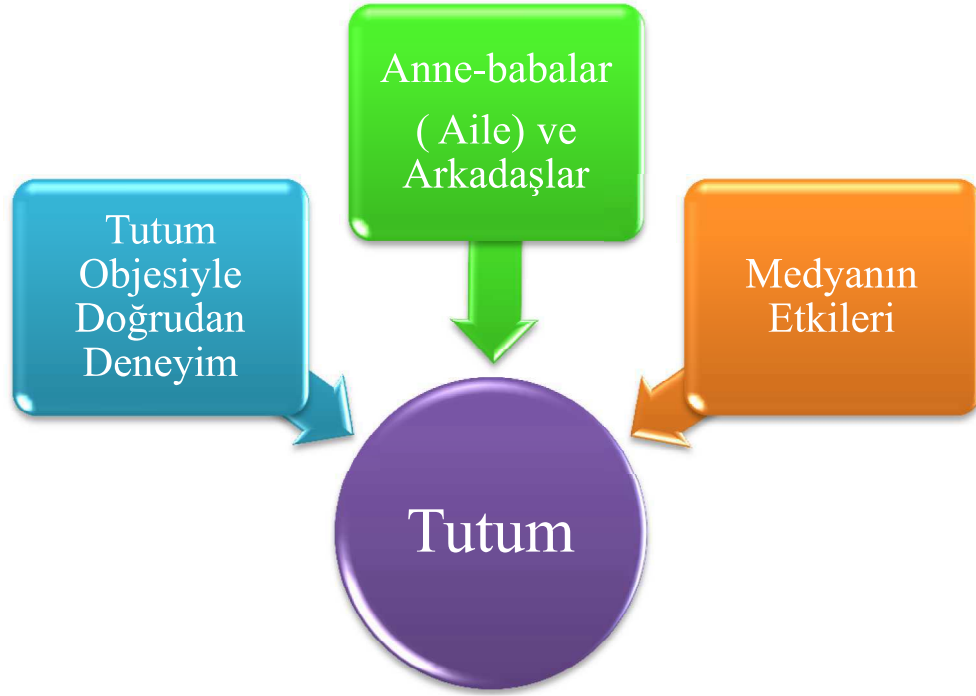 Anne-babalar
( Aile) ve
Arkadaşlar
Tutum
Objesiyle
Doğrudan
Deneyim
Medyanın
Etkileri
Tutum